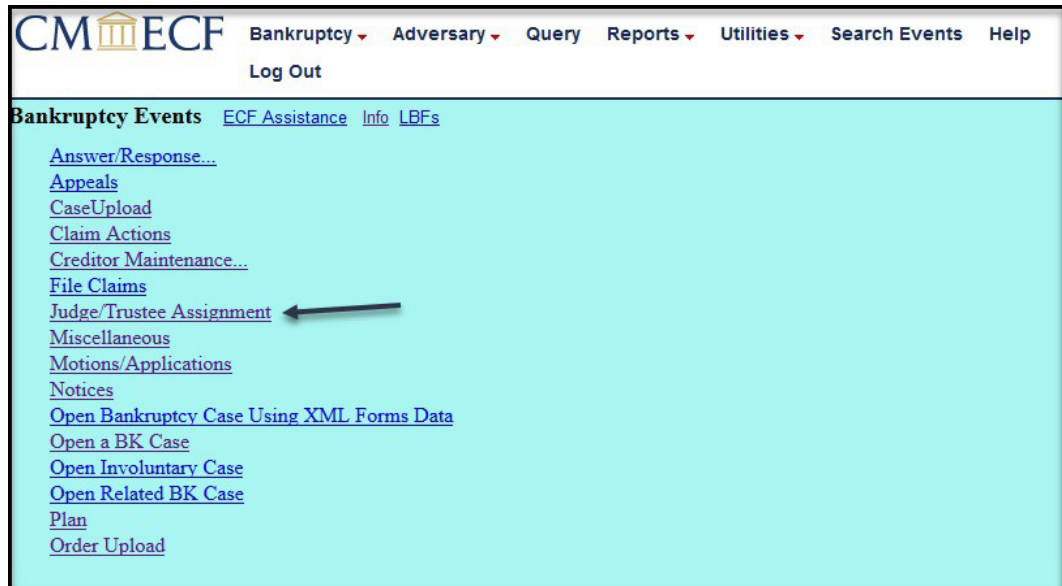 CM ECF Bankruptcy Adversary Query Reports Utilities Search Events Help
Log Out
Bankruptcy Events ECF Assistance Info LBFs
Answer/Response...
Appeals
CaseUpload
Claim Actions
Creditor Maintenance...
File Claims
Judge/Trustee Assignment
Miscellaneous
Motions/Applications
Notices
Open Bankruptcy Case Using XML Forms Data
Open a BK Case
Open Involuntary Case
Open Related BK Case
Plan
Order Upload